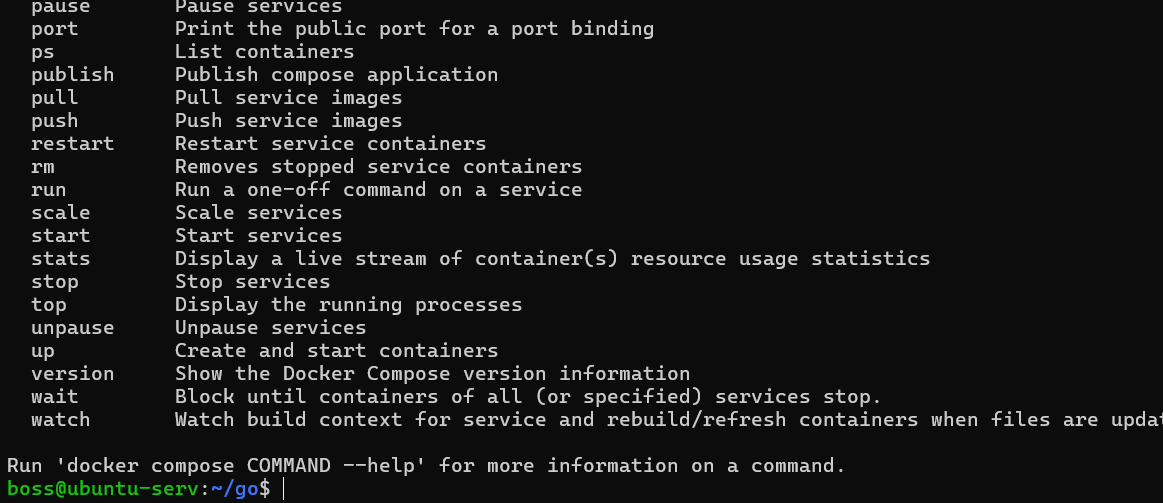 pause Pause services
port Print the public port for a port binding
ps List containers
publish Publish compose application
pull Pull service images
push Push service images
restart Restart service containers
rm Removes stopped service containers
run Run a one-off command on a service
scale Scale services
start Start services
stats Display a live stream of container(s) resource usage statistics
stop Stop services
top Display the running processes
unpause Unpause services
up Create and start containers
version Show the Docker Compose version information
wait Block until containers of all (or specified) services stop.
watch Watch build context for service and rebuild/refresh containers when files are updat
Run 'docker compose COMMAND --help' for more information on a command.
boss@ubuntu-serv:~/go$